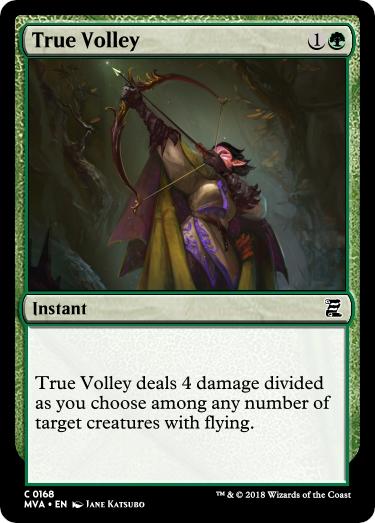 True Volley 1
Instant
True Volley deals 4 damage divided
as you choose among any number of
target creatures with flying.
C 0168
MVA • EN Jane Katsubo
™ & © 2018 Wizards of the Coast